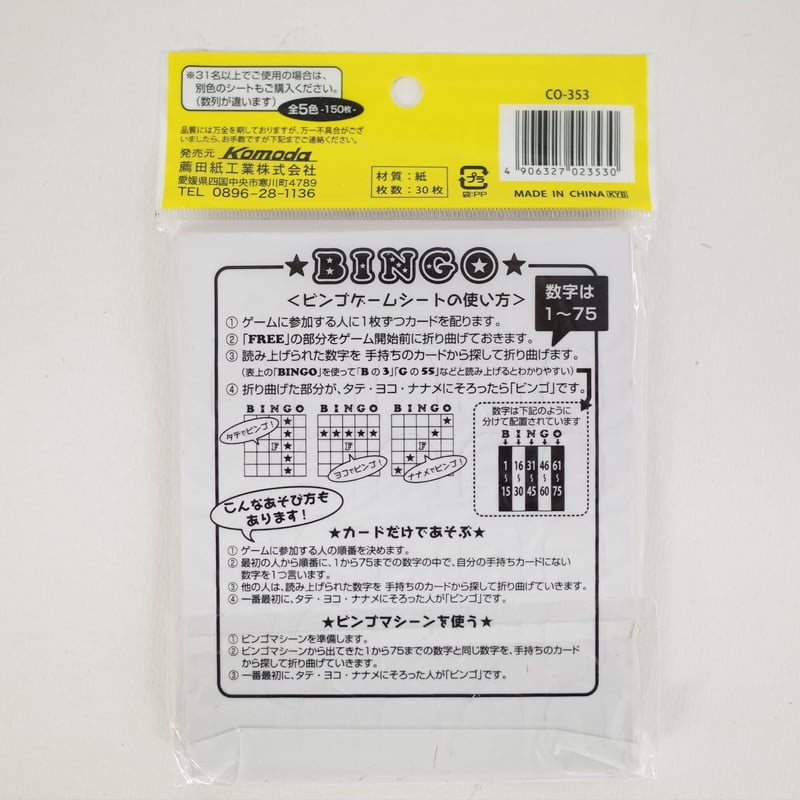 ※31名以上でご使用の場合は、
別色のシートもご購入ください。
(数列が違います)
全5色-150枚-
品質には万全を期しておりますが、万一不具合がござ
いましたら、お手数ですが下記までご連絡ください。
発売元 Komoda
薦田紙工業株式会社
愛媛県四国中央市寒川町4789
TEL 0896-28-1136
材質：紙
枚数：30枚
プラ
袋:PP
CO-353
4 906327 023530
MADE IN CHINA KYB
★BINGO★
＜ビンゴゲームシートの使い方＞
数字は
1～75
① ゲームに参加する人に1枚ずつカードを配ります。
② 「FREE」の部分をゲーム開始前に折り曲げておきます。
③ 読み上げられた数字を 手持ちのカードから探して折り曲げます。
(表上の「BINGO」を使って「Bの3」「Gの55」などと読み上げるとわかりやすい)
④ 折り曲げた部分が、タテ・ヨコ・ナナメにそろったら「ビンゴ」です。
BINGO BINGO BINGO
タテでビンゴ!
F
F
F
ヨコでビンゴ!
ナナメでビンゴ!
数字は下記のように
分けて配置されています
B I N G O
1 16 31 46 61
～ ～ ～ ～ ～
15 30 45 60 75
こんなあそび方も
あります!
★カードだけであそぶ★
① ゲームに参加する人の順番を決めます。
② 最初の人から順番に、1から75までの数字の中で、自分の手持ちカードにない
数字を1つ言います。
③ 他の人は、読み上げられた数字を 手持ちのカードから探して折り曲げていきます。
④ 一番最初に、タテ・ヨコ・ナナメにそろった人が「ビンゴ」です。
★ビンゴマシーンを使う★
① ビンゴマシーンを準備します。
② ビンゴマシーンから出てきた1から75までの数字と同じ数字を、手持ちのカード
から探して折り曲げていきます。
③ 一番最初に、タテ・ヨコ・ナナメにそろった人が「ビンゴ」です。